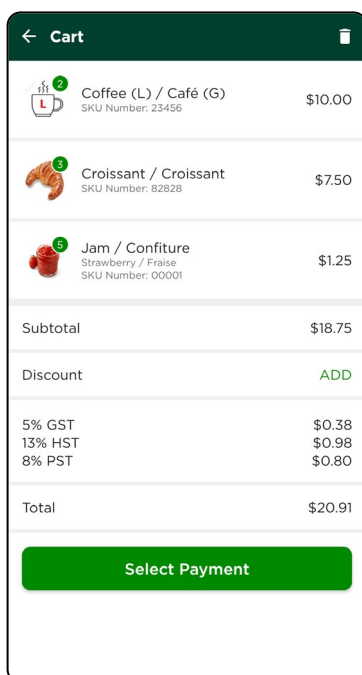 Cart
2
L
Coffee (L) / Café (G)
SKU Number: 23456
$10.00
3
Croissant / Croissant
SKU Number: 82828
$7.50
5
Jam / Confiture
Strawberry / Fraise
SKU Number: 00001
$1.25
Subtotal $18.75
Discount ADD
5% GST $0.38
13% HST $0.98
8% PST $0.80
Total $20.91
Select Payment